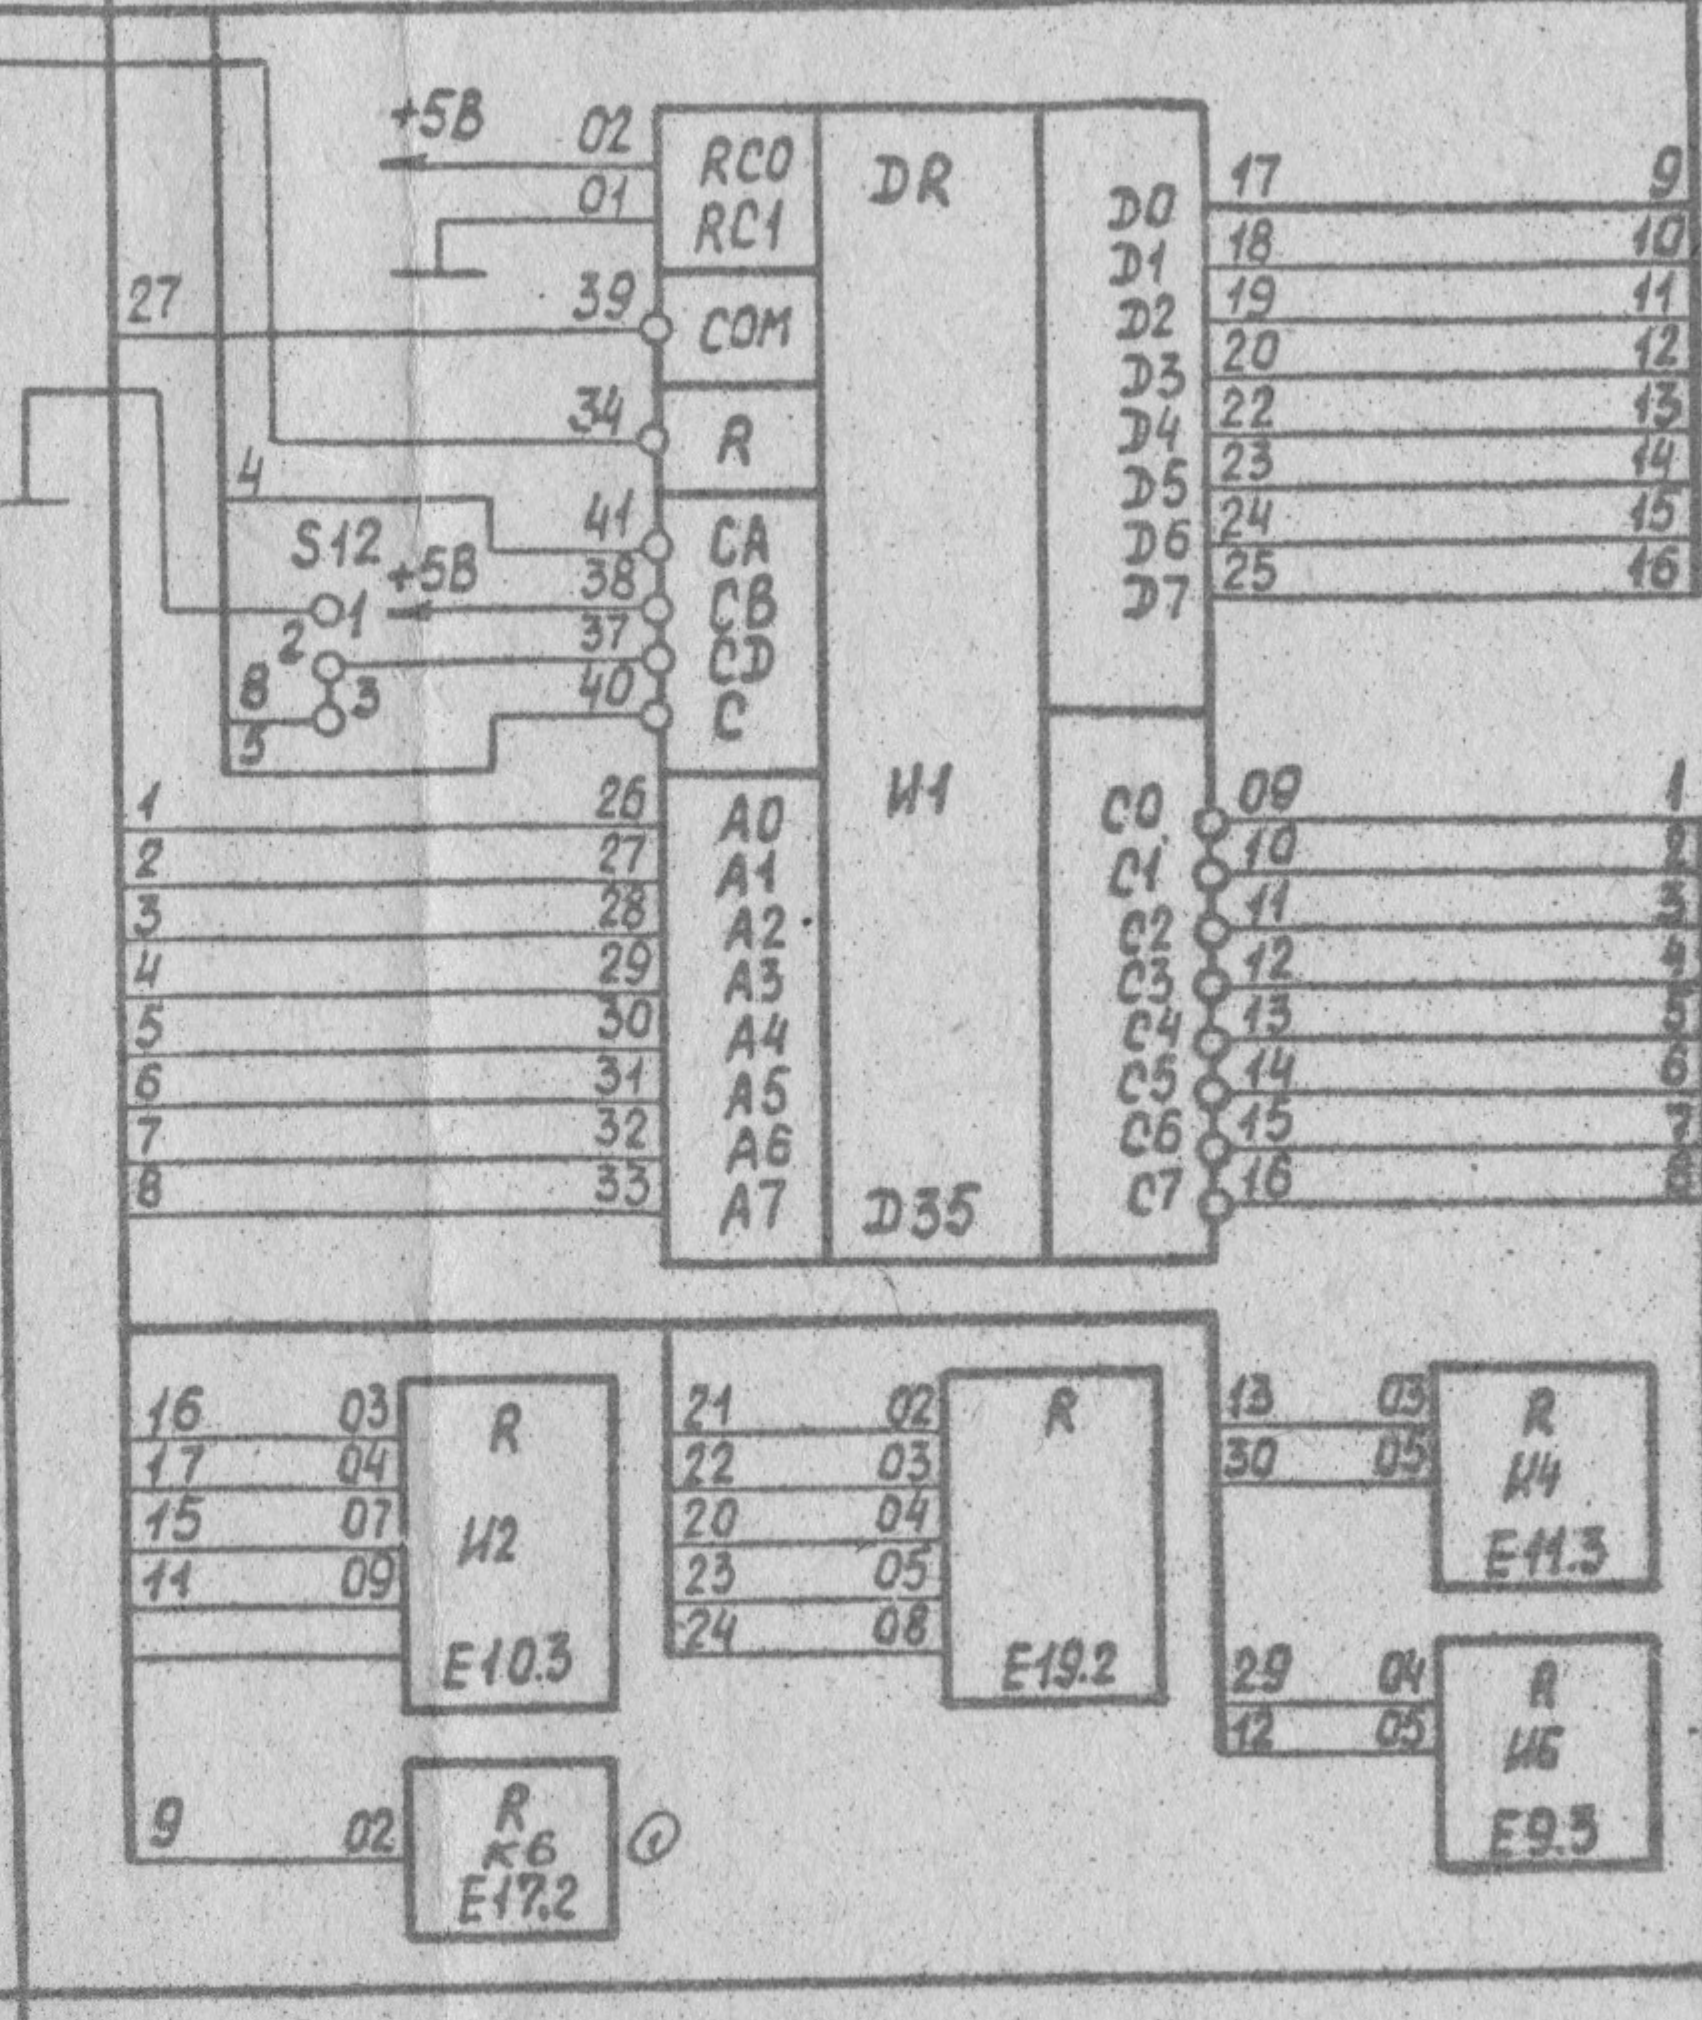 +5В 02 RC0 DR
01 RC1
D0 17 9
D1 18 10
27 39 COM D2 19 11
D3 20 12
34 R D4 22 13
4 D5 23 14
S12 41 CA D6 24 15
+5В 38 CB D7 25 16
1
2 37 CD
8 3 40 C
5
1 26 A0 И1 C0 09 1
2 27 A1 C1 10 2
3 28 A2 C2 11 3
4 29 A3 C3 12 4
5 30 A4 C4 13 5
6 31 A5 C5 14 6
7 32 A6 C6 15 7
8 33 A7 D35 C7 16 8
16 03 R 21 02 R 13 03 R
17 04 22 03 30 05 И4
15 07 И2 20 04 E11.3
11 09 23 05
E10.3 24 08 E19.2 29 04 R
12 05 И6
9 02 R E9.3
К6
E17.2
1